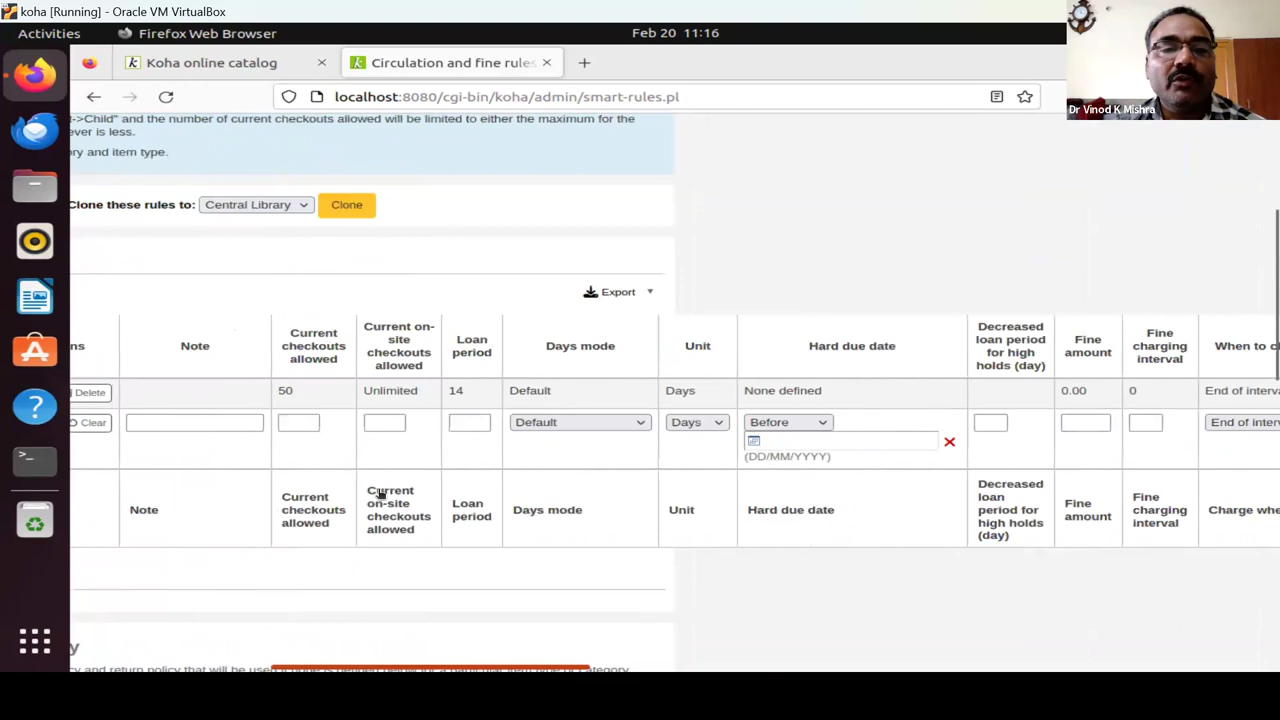 koha [Running] - Oracle VM VirtualBox
Activities
Firefox Web Browser
Feb 20 11:16
Koha online catalog
Circulation and fine rules
localhost:8080/cgi-bin/koha/admin/smart-rules.pl
Dr Vinod K Mishra
t->Child" and the number of current checkouts allowed will be limited to either the maximum for the
ever is less.
ory and item type.
Clone these rules to: Central Library Clone
Export
ns
Note
Current checkouts allowed
Current on-site checkouts allowed
Loan period
Days mode
Unit
Hard due date
Decreased loan period for high holds (day)
Fine amount
Fine charging interval
When to c
Delete 50 Unlimited 14 Default Days None defined 0.00 0 End of interv
Clear Default Days Before End of interv
(DD/MM/YYYY)
Note
Current checkouts allowed
Current on-site checkouts allowed
Loan period
Days mode
Unit
Hard due date
Decreased loan period for high holds (day)
Fine amount
Fine charging interval
Charge whe
y